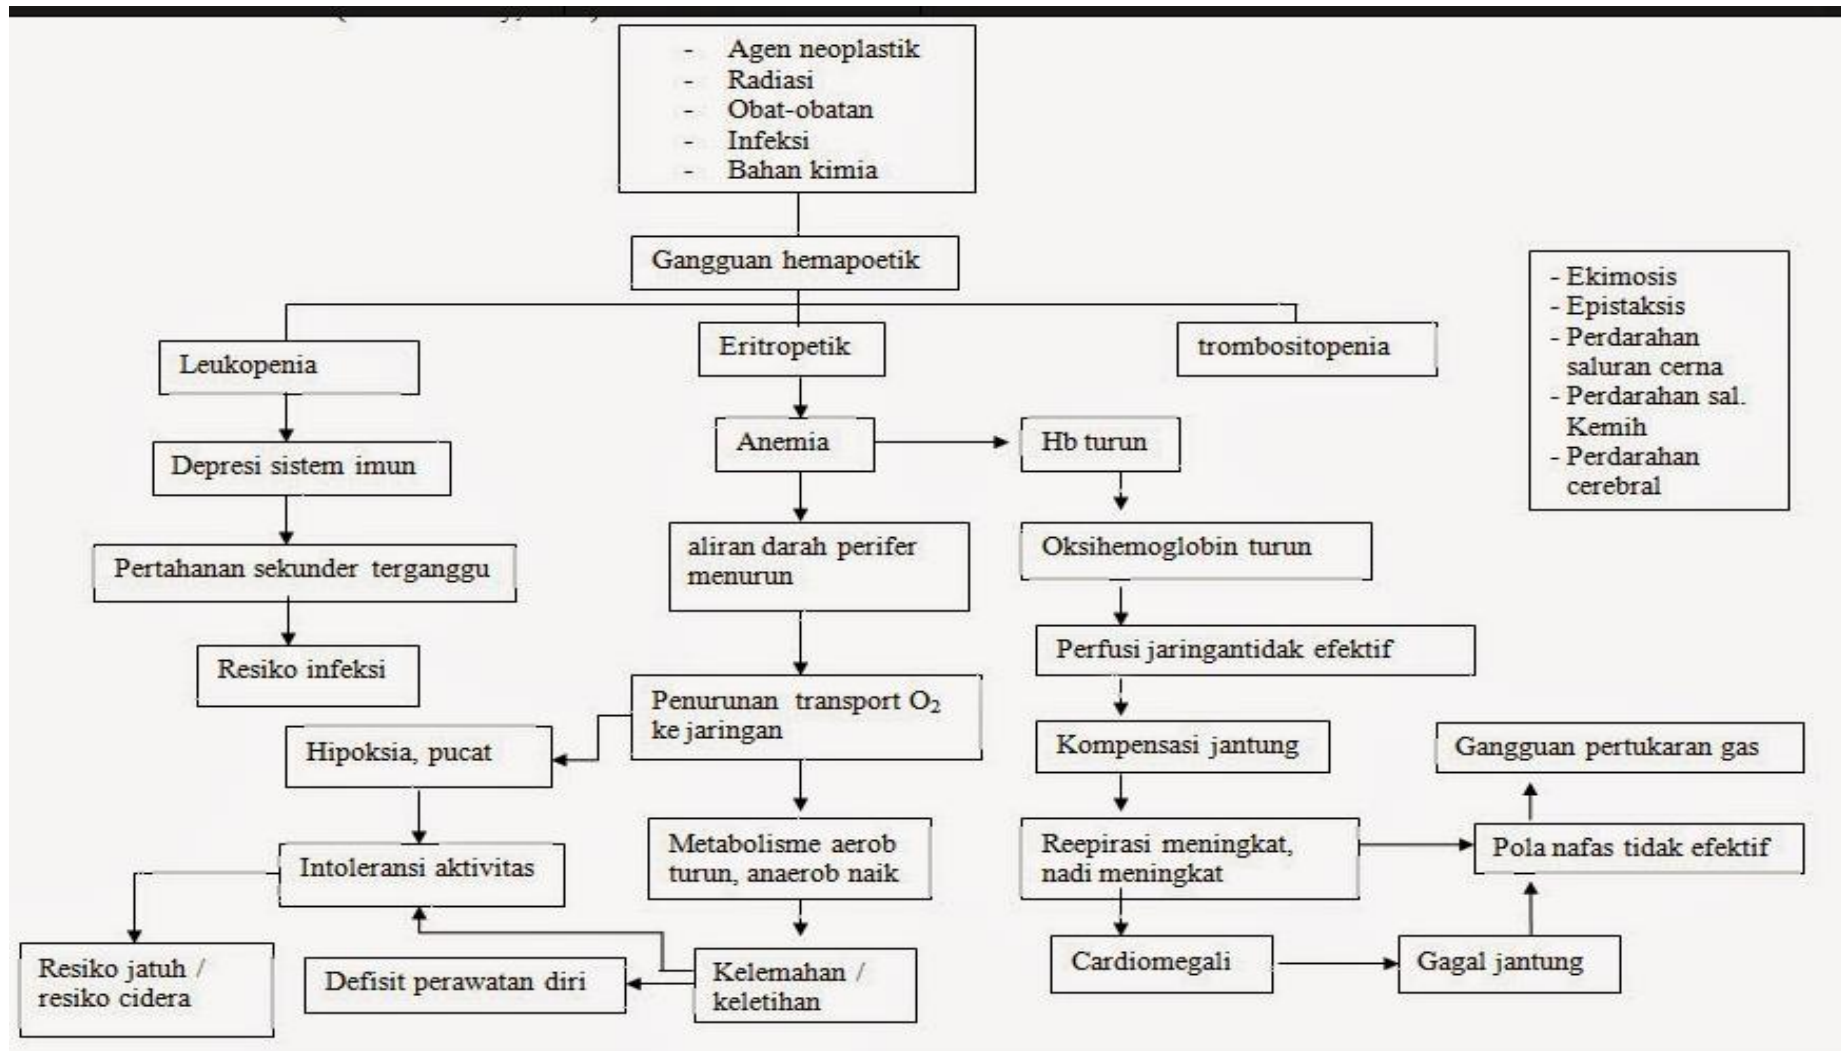 - Agen neoplastik
- Radiasi
- Obat-obatan
- Infeksi
- Bahan kimia
Gangguan hemapoetik
Leukopenia
Eritropetik
trombositopenia
- Ekimosis
- Epistaksis
- Perdarahan
saluran cerna
- Perdarahan sal.
Kemih
- Perdarahan
cerebral
Depresi sistem imun
Anemia
Hb turun
Pertahanan sekunder terganggu
aliran darah perifer
menurun
Oksihemoglobin turun
Resiko infeksi
Penurunan transport O₂
ke jaringan
Perfusi jaringantidak efektif
Hipoksia, pucat
Kompensasi jantung
Gangguan pertukaran gas
Intoleransi aktivitas
Metabolisme aerob
turun, anaerob naik
Reepirasi meningkat,
nadi meningkat
Pola nafas tidak efektif
Resiko jatuh /
resiko cidera
Defisit perawatan diri
Kelemahan /
keletihan
Cardiomegali
Gagal jantung